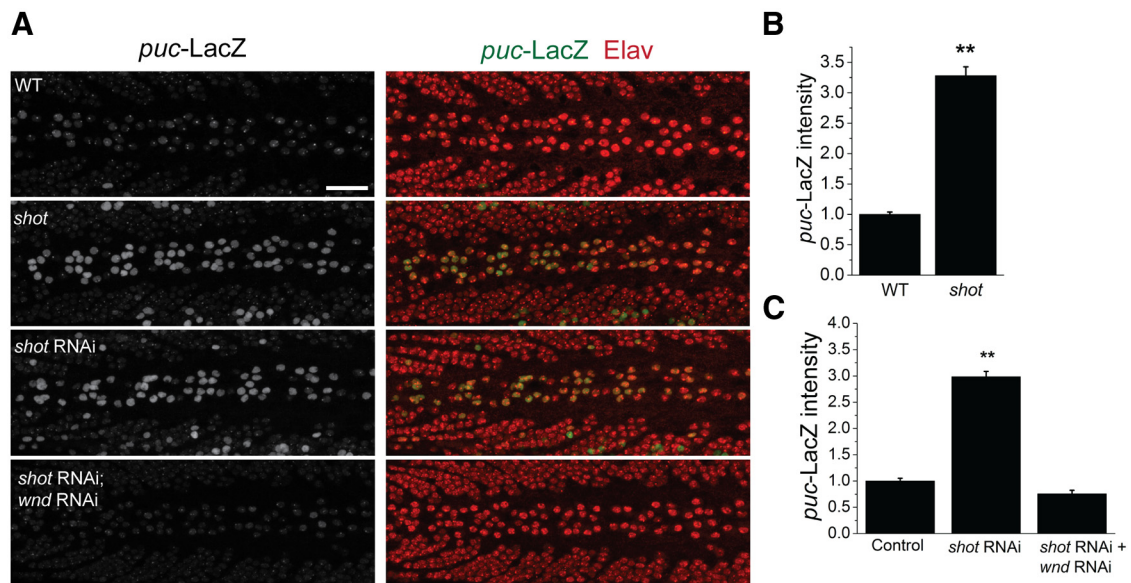 A
puc-LacZ
puc-LacZ Elav
WT
shot
shot RNAi
shot RNAi;
wnd RNAi
B
**
3.5
3.0
2.5
2.0
1.5
1.0
0.5
0.0
puc-LacZ intensity
WT shot
C
**
4.0
3.5
3.0
2.5
2.0
1.5
1.0
0.5
0.0
puc-LacZ intensity
Control shot RNAi shot RNAi +
wnd RNAi